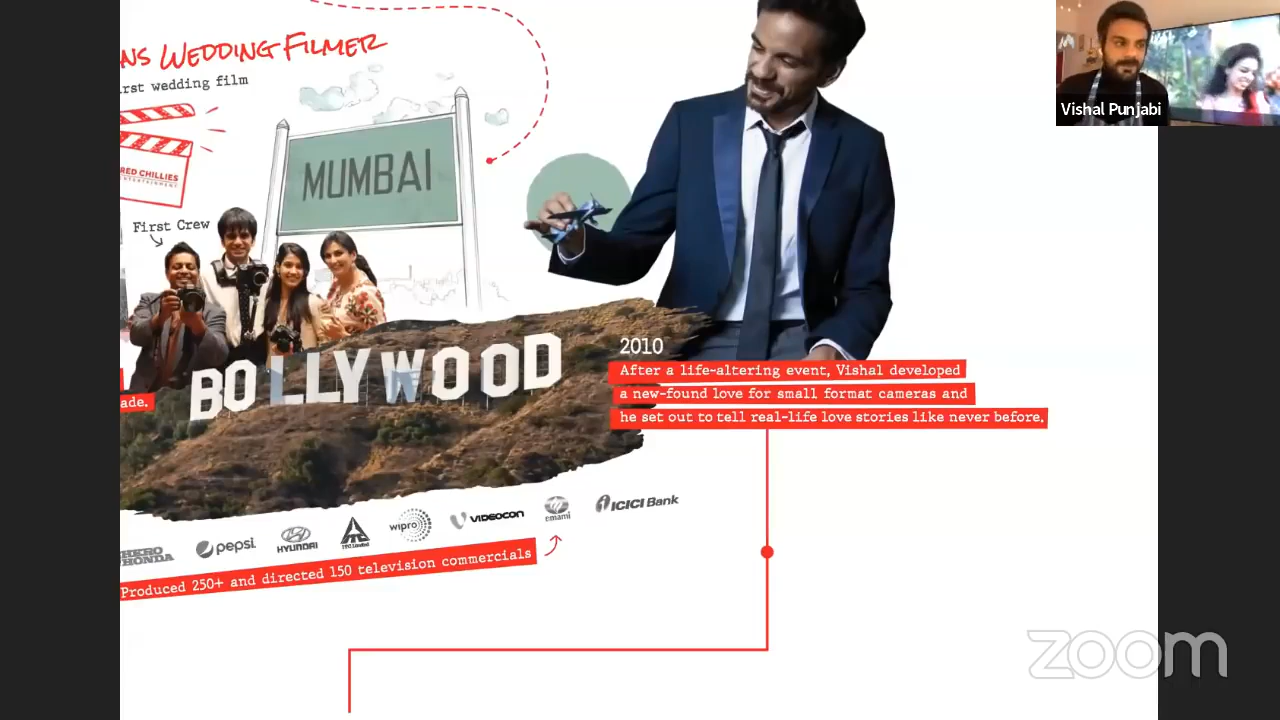 NS WEDDING FILMER
rst wedding film
Vishal Punjabi
MUMBAI
RED CHILLIES
ENTERTAINMENT
First Crew
BOLLYWOOD
2010
After a life-altering event, Vishal developed
a new-found love for small format cameras and
he set out to tell real-life love stories like never before,
ade.
HERO
HONDA
pepsi
HYUNDAI
ITC Limited
wipro
VIDEOCON
emami
ICICI Bank
Produced 250+ and directed 150 television commercials
zoom